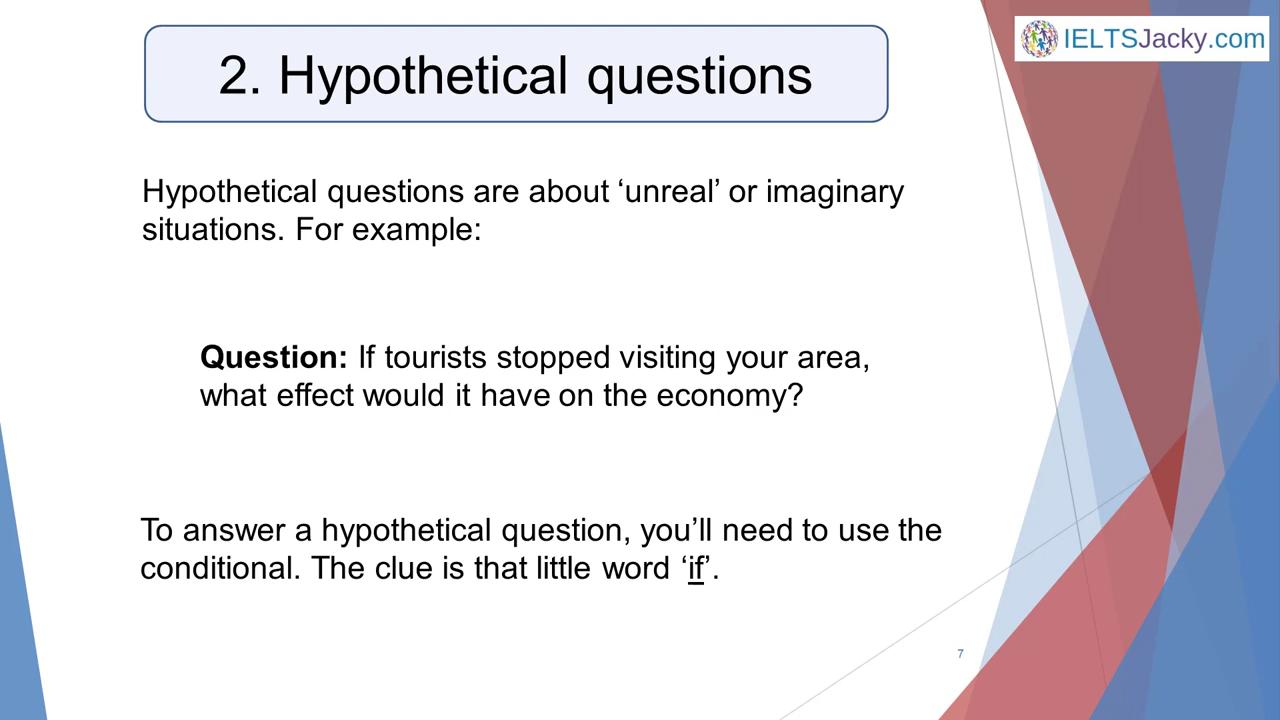 IELTSJacky.com
2. Hypothetical questions
Hypothetical questions are about ‘unreal’ or imaginary
situations. For example:
Question: If tourists stopped visiting your area,
what effect would it have on the economy?
To answer a hypothetical question, you’ll need to use the
conditional. The clue is that little word ‘if’.
7